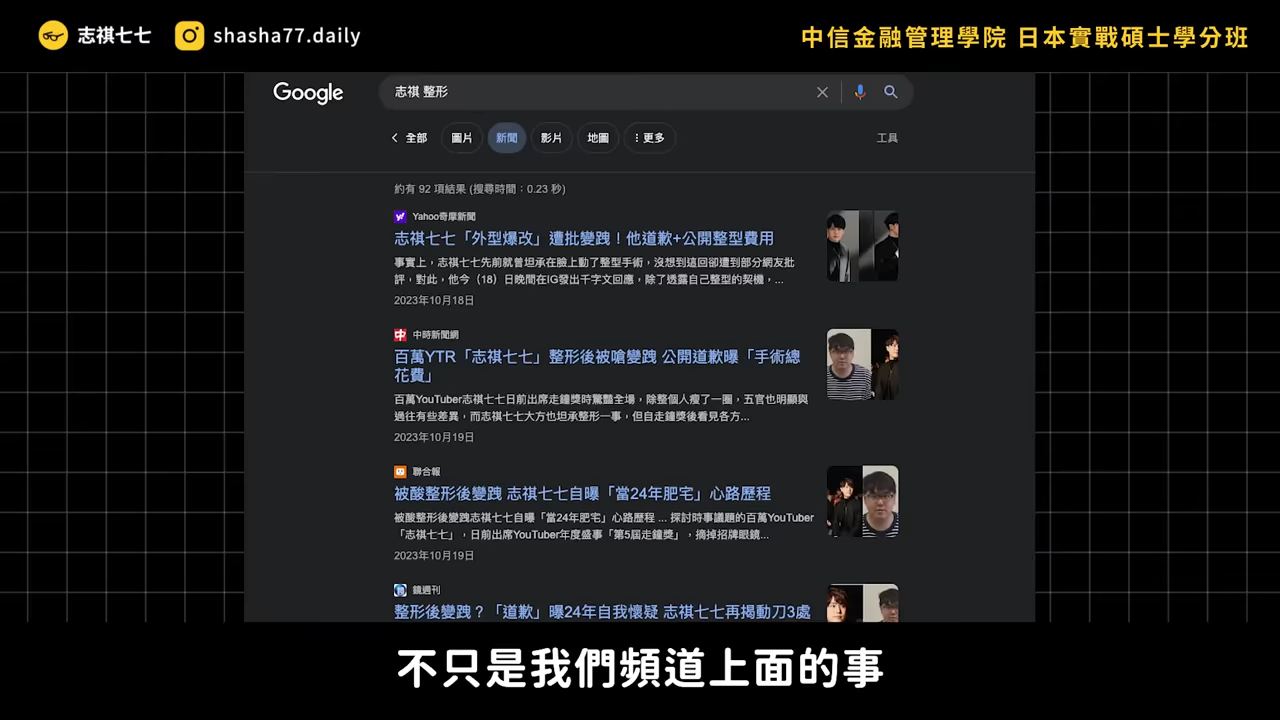 志祺七七 shasha77.daily
中信金融管理學院 日本實戰碩士學分班
Google
志祺 整形
全部 圖片 新聞 影片 地圖 更多
工具
約有 92 項結果 (搜尋時間:0.23 秒)
Yahoo奇摩新聞
志祺七七「外型爆改」遭批變跩!他道歉+公開整型費用
事實上,志祺七七先前就曾坦承在臉上動了整型手術,沒想到這回卻遭到部分網友批
評,對此,他今(18)日晚間在IG發出千字文回應,除了透露自己整型的契機,...
2023年10月18日
中時新聞網
百萬YTR「志祺七七」整形後被嗆變跩 公開道歉曝「手術總
花費」
百萬YouTuber志祺七七日前出席走鐘獎時驚豔全場,除整個人瘦了一圈,五官也明顯與
過往有些差異,而志祺七七大方也坦承整形一事,但自走鐘獎後看見各方...
2023年10月19日
聯合報
被酸整形後變跩 志祺七七自曝「當24年肥宅」心路歷程
被酸整形後變跩志祺七七自曝「當24年肥宅」心路歷程 ... 探討時事議題的百萬YouTuber
「志祺七七」,日前出席YouTuber年度盛事「第5屆走鐘獎」,摘掉招牌眼鏡...
2023年10月19日
鏡週刊
整形後變跩?「道歉」曝24年自我懷疑 志祺七七再揭動刀3處
不只是我們頻道上面的事